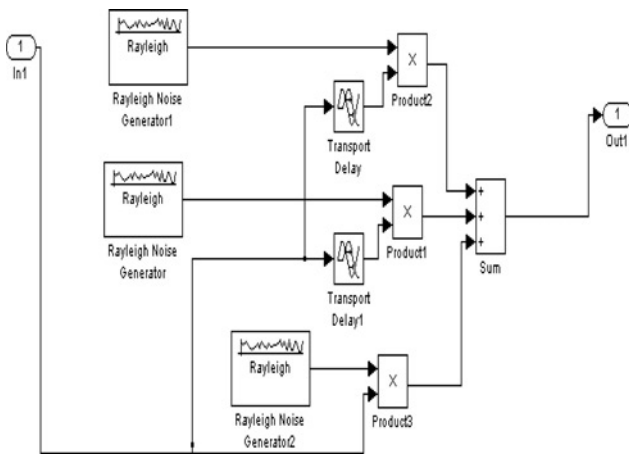 1
In1
Rayleigh
Rayleigh Noise
Generator1
X
Product2
Transport
Delay
1
Out1
Rayleigh
Rayleigh Noise
Generator
X
Product1
+
+
+
Sum
Transport
Delay1
Rayleigh
Rayleigh Noise
Generator2
X
Product3